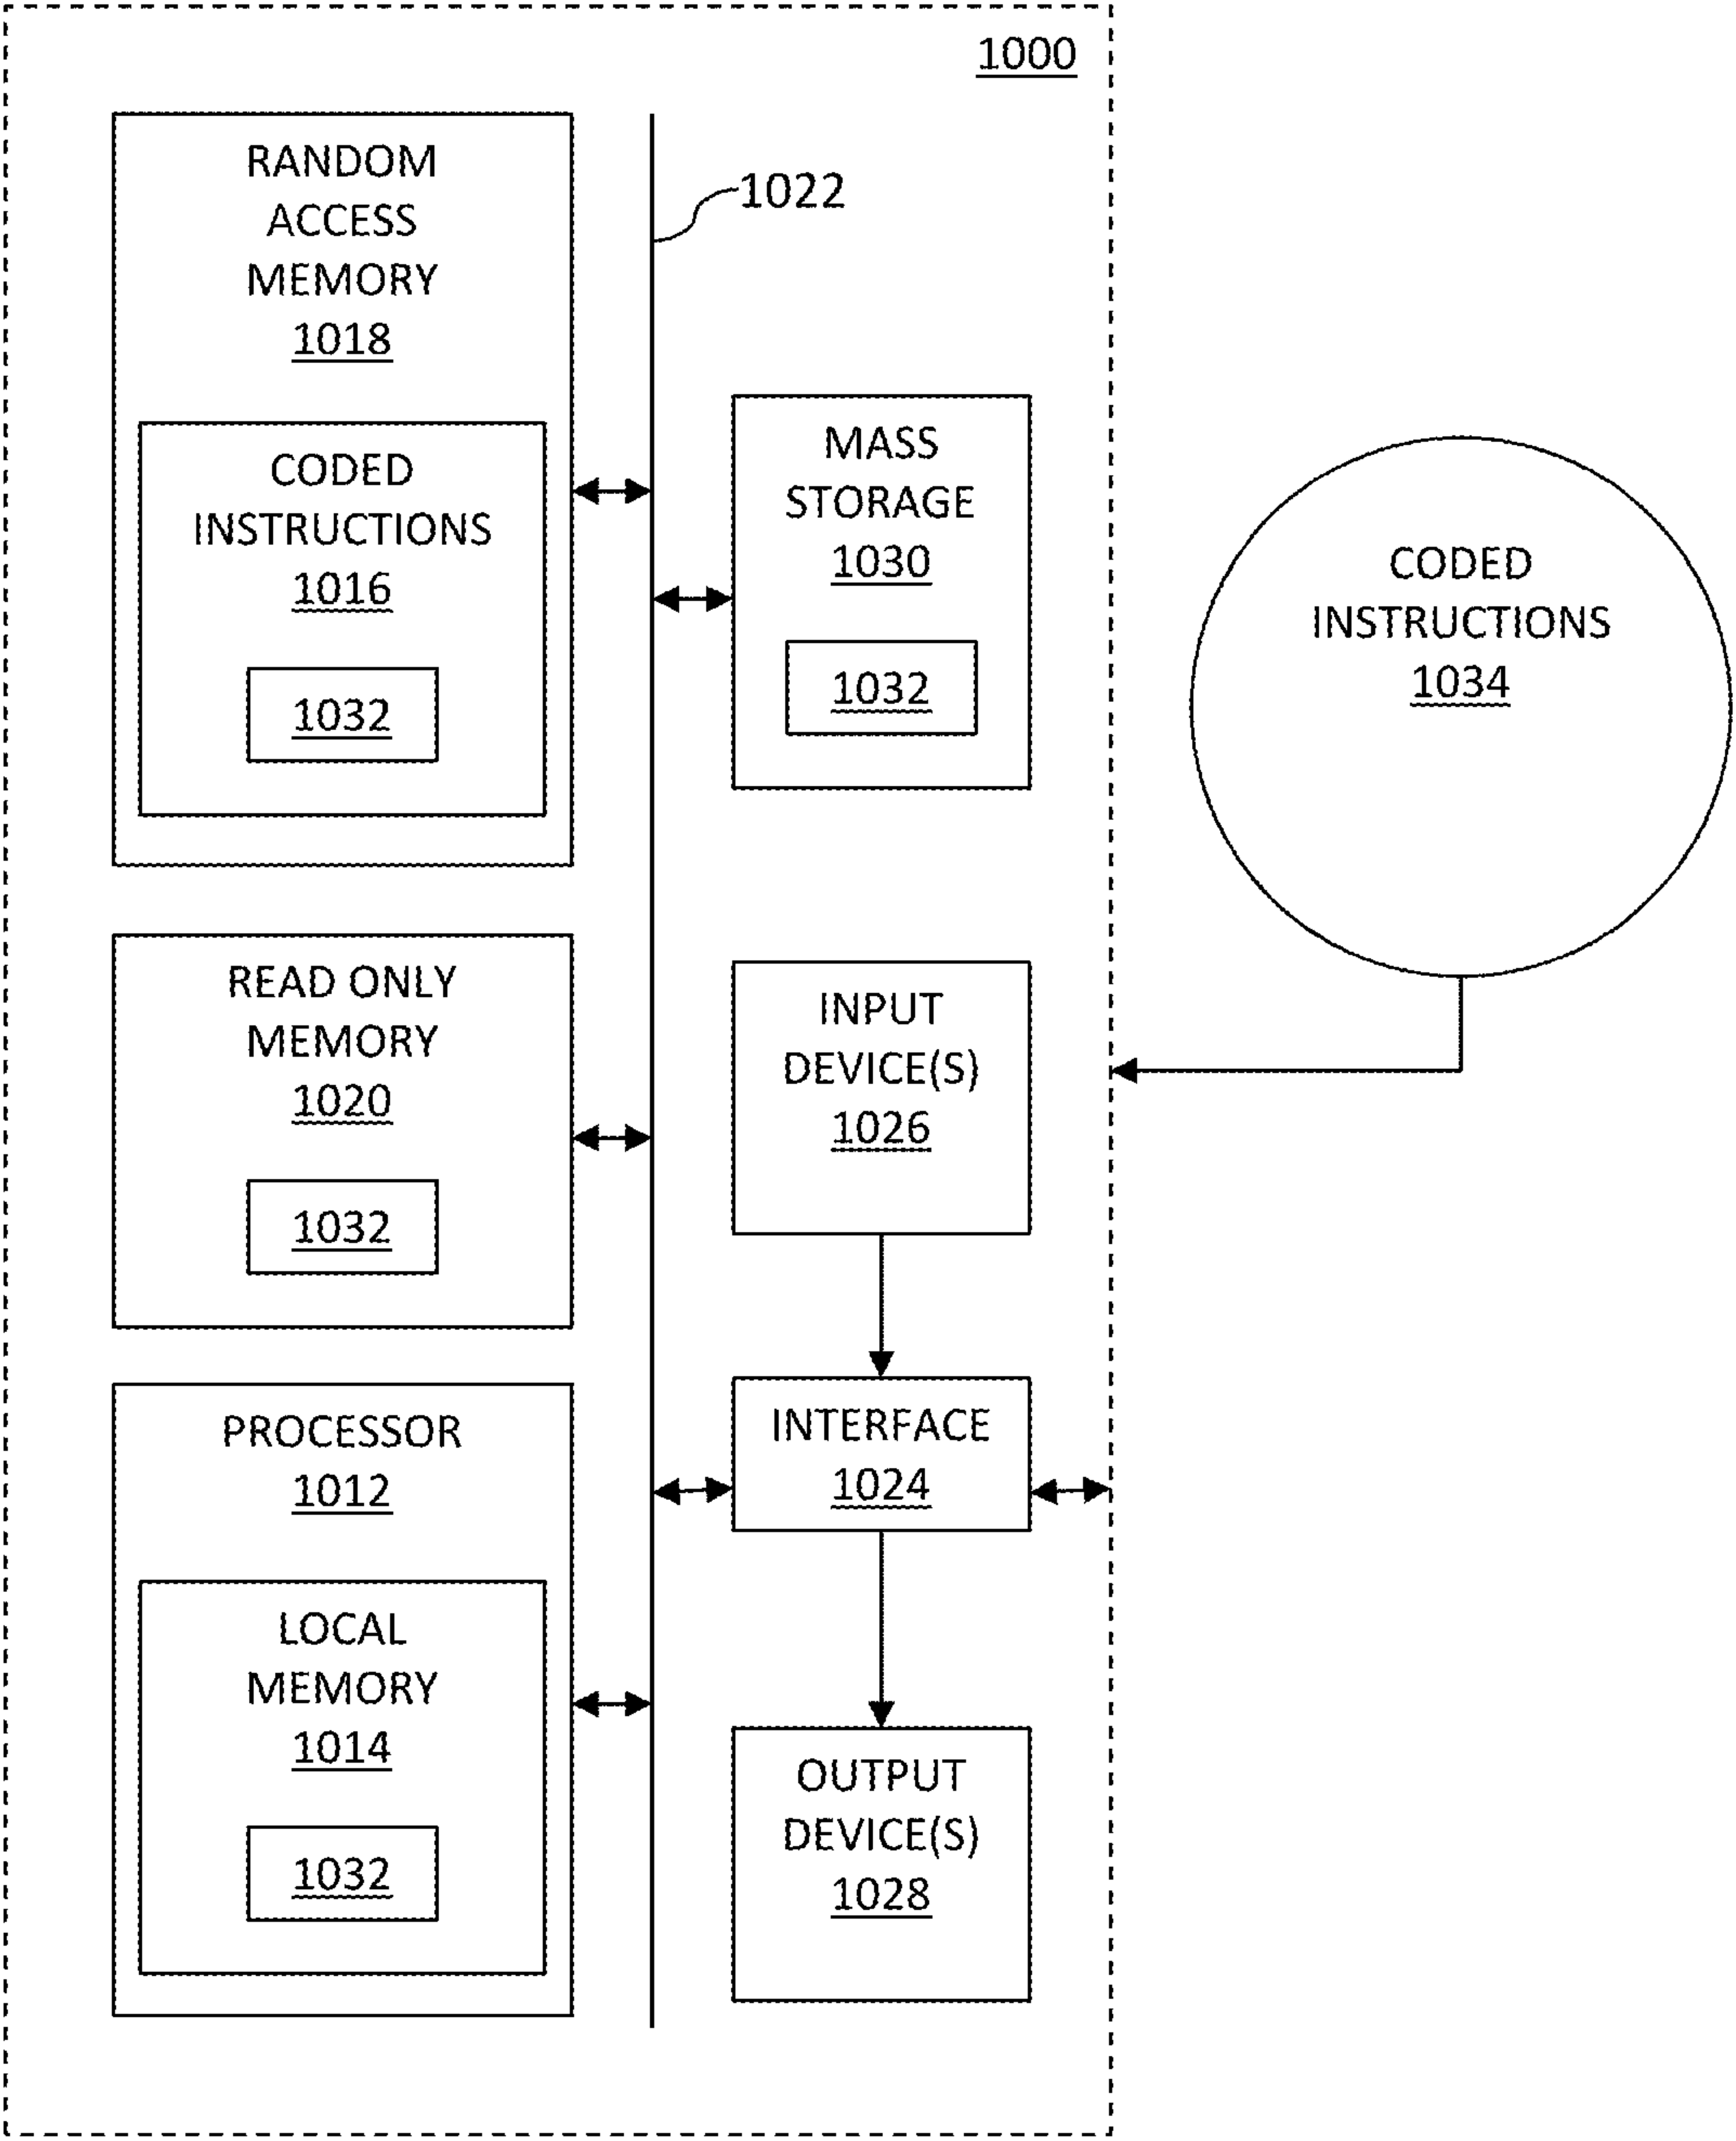 1000
RANDOM
ACCESS
MEMORY
1018
CODED
INSTRUCTIONS
1016
1032
1022
MASS
STORAGE
1030
1032
CODED
INSTRUCTIONS
1034
READ ONLY
MEMORY
1020
1032
INPUT
DEVICE(S)
1026
PROCESSOR
1012
LOCAL
MEMORY
1014
1032
INTERFACE
1024
OUTPUT
DEVICE(S)
1028